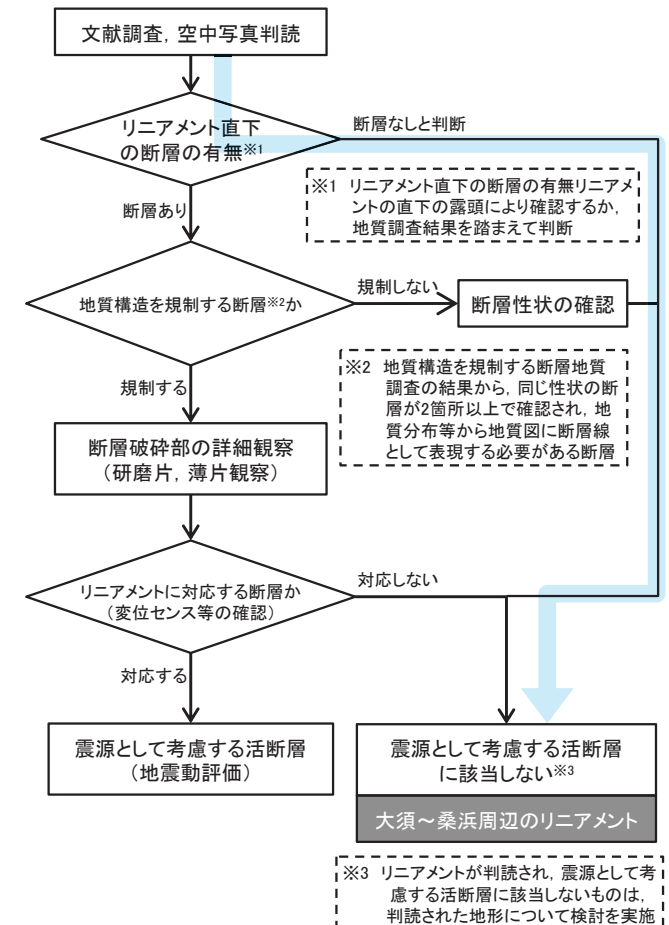 文献調査，空中写真判読
リニアメント直下
の断層の有無※1
断層なしと判断
※1 リニアメント直下の断層の有無リニアメ
ントの直下の露頭により確認するか，
地質調査結果を踏まえて判断
断層あり
地質構造を規制する断層※2か
規制しない
断層性状の確認
※2 地質構造を規制する断層地質
調査の結果から，同じ性状の断
層が2箇所以上で確認され，地
質分布等から地質図に断層線
として表現する必要がある断層
規制する
断層破砕部の詳細観察
（研磨片，薄片観察）
リニアメントに対応する断層か
（変位センス等の確認）
対応しない
対応する
震源として考慮する活断層
（地震動評価）
震源として考慮する活断層
に該当しない※3
大須～桑浜周辺のリニアメント
※3 リニアメントが判読され，震源として考
慮する活断層に該当しないものは，
判読された地形について検討を実施